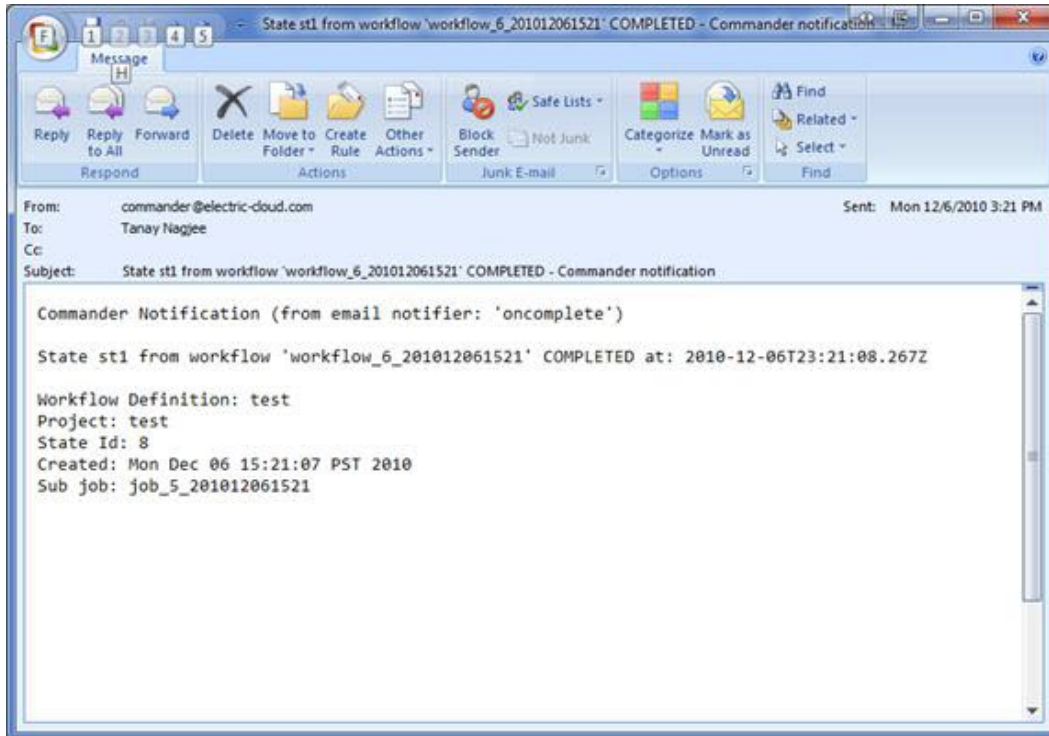 State st1 from workflow 'workflow_6_201012061521' COMPLETED - Commander notification
F
1 2 3 4 5
Message
H
Reply
Reply to All
Forward
Delete
Move to Folder
Create Rule
Other Actions
Block Sender
Safe Lists
Not Junk
Categorize
Mark as Unread
Find
Related
Select
Respond
Actions
Junk E-mail
Options
Find
From: commander@electric-cloud.com
Sent: Mon 12/6/2010 3:21 PM
To: Tanay Nagjee
Cc:
Subject: State st1 from workflow 'workflow_6_201012061521' COMPLETED - Commander notification
Commander Notification (from email notifier: 'oncomplete')
State st1 from workflow 'workflow_6_201012061521' COMPLETED at: 2010-12-06T23:21:08.267Z
Workflow Definition: test
Project: test
State Id: 8
Created: Mon Dec 06 15:21:07 PST 2010
Sub job: job_5_201012061521